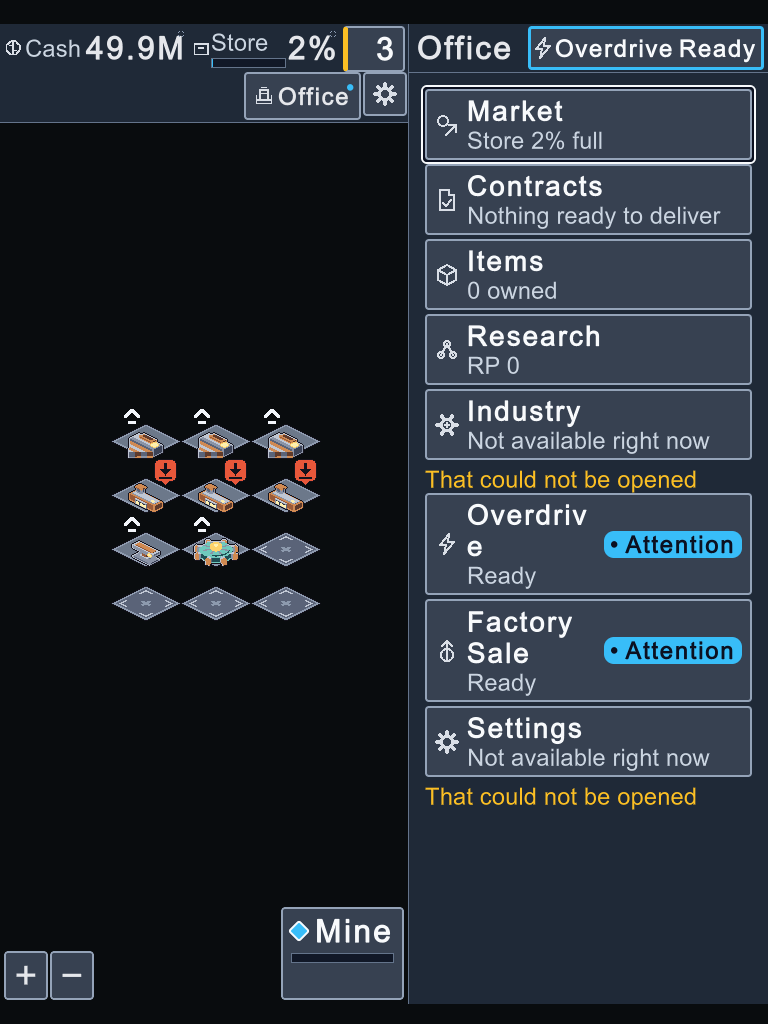 Cash 49.9M Store 2% 3
Office
Office
Overdrive Ready
Market
Store 2% full
Contracts
Nothing ready to deliver
Items
0 owned
Research
RP 0
Industry
Not available right now
That could not be opened
Overdriv
e
Ready
• Attention
Factory
Sale
Ready
• Attention
Settings
Not available right now
That could not be opened
Mine
+ −